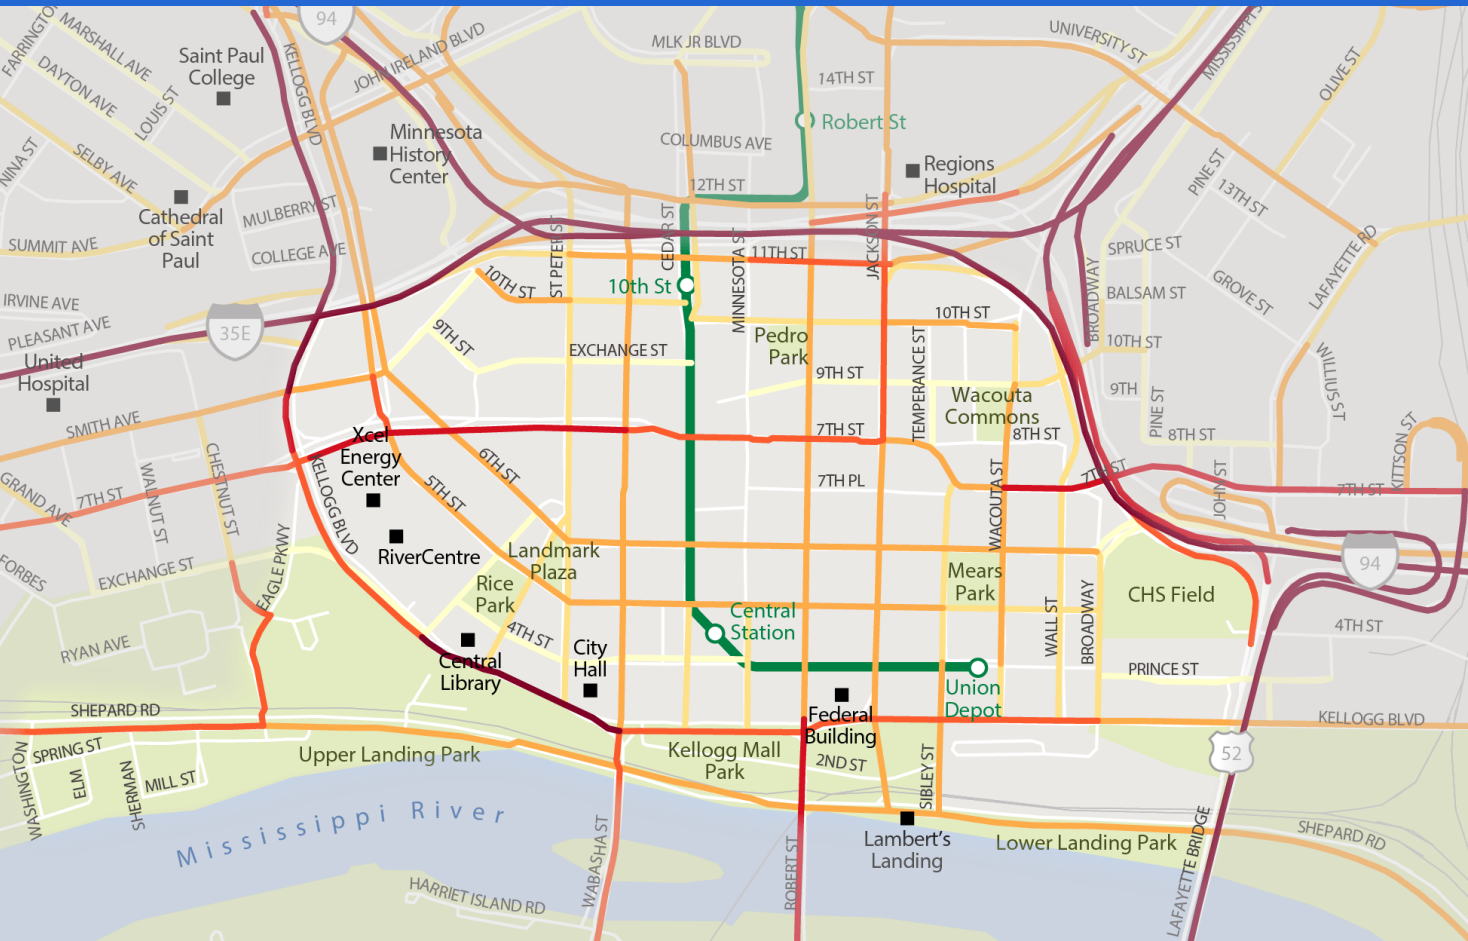 94
FARRINGTON
MARSHALL AVE
Saint Paul
College
KELLOGG BLVD
JOHN IRELAND BLVD
MLK JR BLVD
UNIVERSITY ST
MISSISSIPPI
OLIVE ST
DAYTON AVE
LOUIS ST
14TH ST
Robert St
Minnesota
History
Center
COLUMBUS AVE
Regions
Hospital
NINA ST
SELBY AVE
12TH ST
PINE ST
13TH ST
Cathedral
of Saint
Paul
MULBERRY ST
SUMMIT AVE
COLLEGE AVE
ST PETER ST
CEDAR ST
MINNESOTA ST
11TH ST
JACKSON ST
SPRUCE ST
LAFAYETTE RD
10TH ST
10th St
BROADWAY
BALSAM ST
GROVE ST
IRVINE AVE
PLEASANT AVE
35E
10TH ST
9TH ST
EXCHANGE ST
Pedro
Park
TEMPERANCE ST
10TH ST
WILLIUS ST
United
Hospital
9TH ST
Wacouta
Commons
9TH
PINE ST
SMITH AVE
Xcel
Energy
Center
7TH ST
8TH ST
8TH ST
KITTSON ST
CHESTNUT ST
6TH ST
7TH ST
JOHN ST
7TH ST
GRAND AVE
7TH ST
WALNUT ST
KELLOGG BLVD
5TH ST
7TH PL
WACOUTA ST
RiverCentre
Landmark
Plaza
94
FORBES
EXCHANGE ST
EAGLE PKWY
Rice
Park
Mears
Park
CHS Field
WALL ST
BROADWAY
RYAN AVE
4TH ST
Central
Station
4TH ST
City
Hall
Central
Library
PRINCE ST
Union
Depot
SHEPARD RD
Federal
Building
KELLOGG BLVD
WASHINGTON
SPRING ST
ELM
SHERMAN
MILL ST
Upper Landing Park
Kellogg Mall
Park
2ND ST
SIBLEY ST
52
Mississippi River
WABASHA ST
ROBERT ST
Lambert's
Landing
Lower Landing Park
LAFAYETTE BRIDGE
SHEPARD RD
HARRIET ISLAND RD